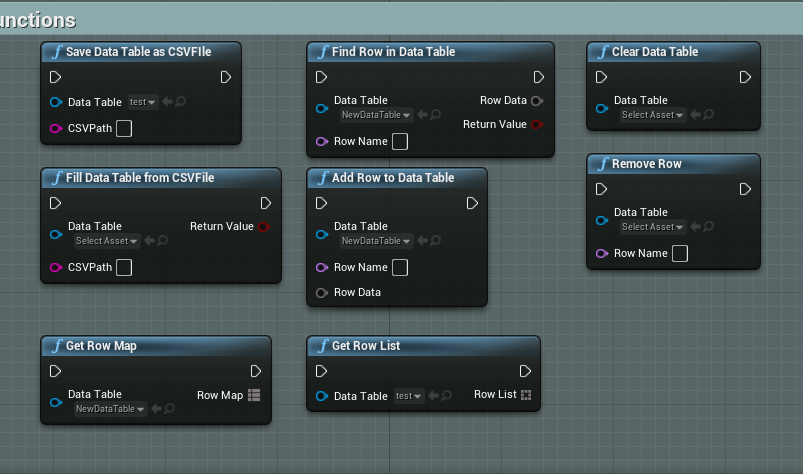 unctions
Save Data Table as CSVFIle
Data Table test
CSVPath
Find Row in Data Table
Data Table
NewDataTable
Row Name
Row Data
Return Value
Clear Data Table
Data Table
Select Asset
Fill Data Table from CSVFile
Data Table
Select Asset
CSVPath
Return Value
Add Row to Data Table
Data Table
NewDataTable
Row Name
Row Data
Remove Row
Data Table
Select Asset
Row Name
Get Row Map
Data Table
NewDataTable
Row Map
Get Row List
Data Table test
Row List